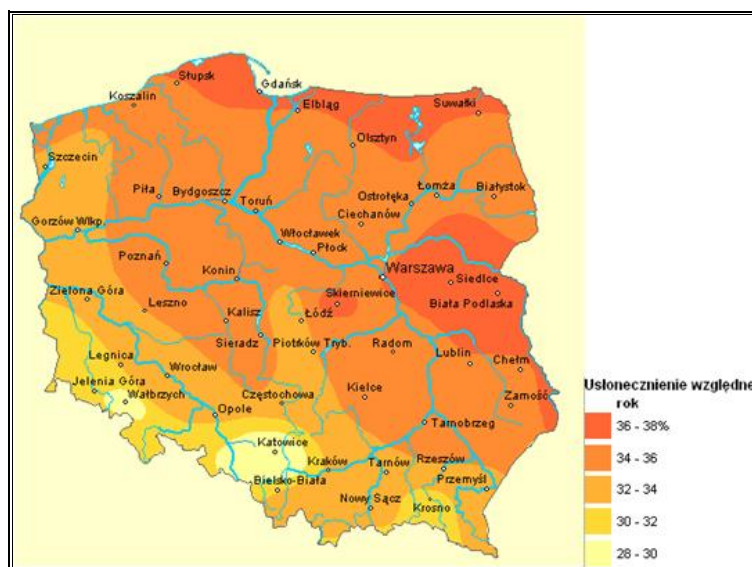 Słupsk
Gdańsk
Koszalin
Elbląg
Suwałki
Olsztyn
Szczecin
Piła
Bydgoszcz
Toruń
Ostrołęka
Łomża
Białystok
Ciechanów
Gorzów Wlkp.
Włocławek
Płock
Poznań
Konin
Warszawa
Siedlce
Zielona Góra
Leszno
Kalisz
Skierniewice
Biała Podlaska
Łódź
Sieradz
Piotrków Tryb.
Radom
Lublin
Chełm
Legnica
Wrocław
Jelenia Góra
Wałbrzych
Częstochowa
Kielce
Zamość
Opole
Tarnobrzeg
Katowice
Kraków
Tarnów
Rzeszów
Przemyśl
Bielsko-Biała
Nowy Sącz
Krosno
Usłonecznienie względne
rok
36 - 38%
34 - 36
32 - 34
30 - 32
28 - 30